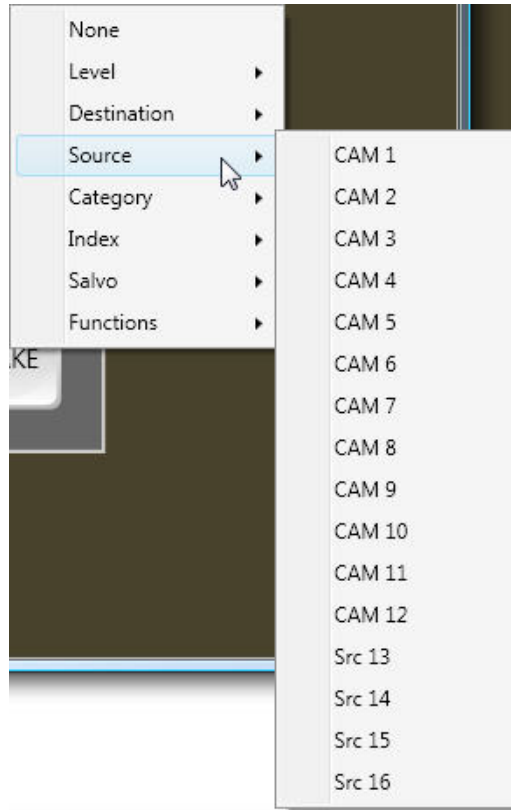 None
Level
Destination
Source
Category
Index
Salvo
Functions
KE
CAM 1
CAM 2
CAM 3
CAM 4
CAM 5
CAM 6
CAM 7
CAM 8
CAM 9
CAM 10
CAM 11
CAM 12
Src 13
Src 14
Src 15
Src 16